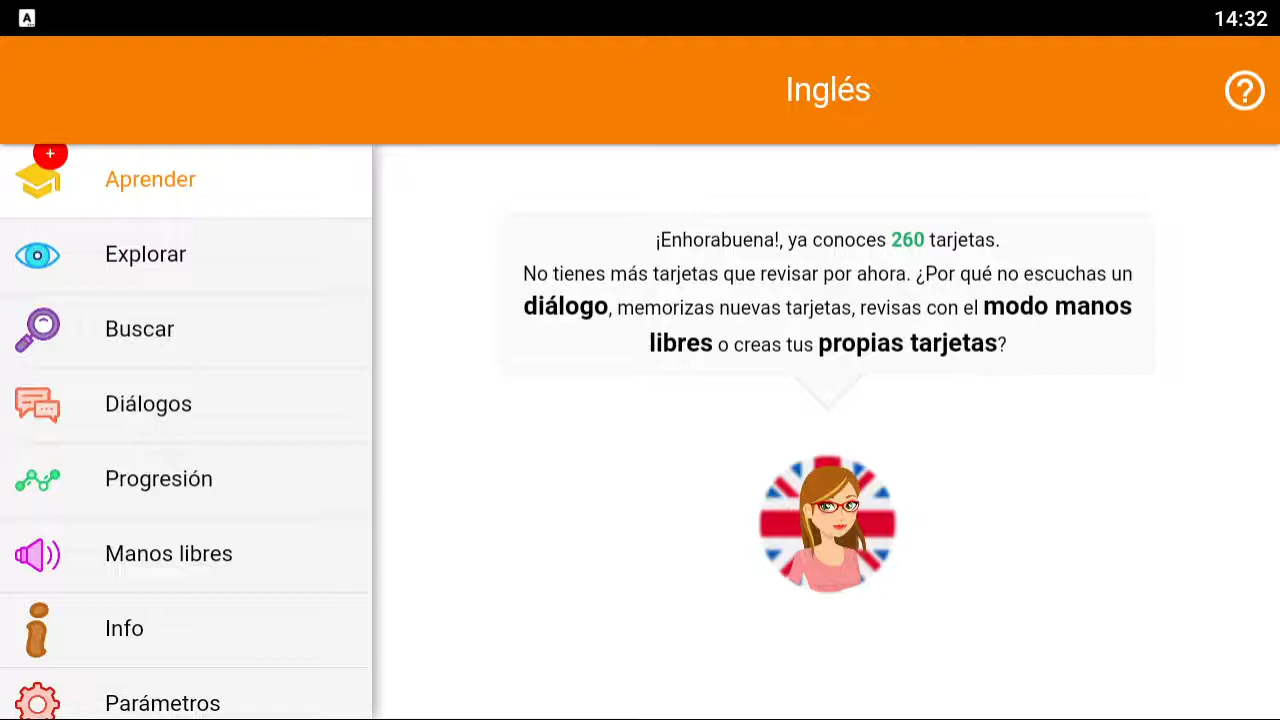 A
14:32
Inglés
+
Aprender
Explorar
Buscar
Diálogos
Progresión
Manos libres
Info
Parámetros
¡Enhorabuena!, ya conoces 260 tarjetas.
No tienes más tarjetas que revisar por ahora. ¿Por qué no escuchas un
diálogo, memorizas nuevas tarjetas, revisas con el modo manos
libres o creas tus propias tarjetas?